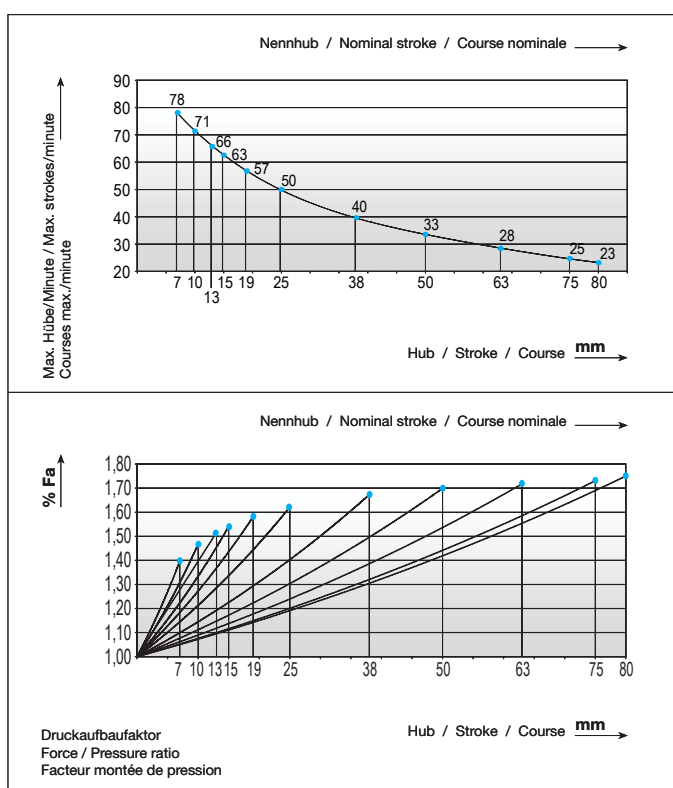 Nennhub / Nominal stroke / Course nominale
Max. Hübe/Minute / Max. strokes/minute
Courses max./minute
90
80
70
60
50
40
30
20
78
71
66
63
57
50
40
33
28
25
23
7 10 15 19 25 38 50 63 75 80
13
Hub / Stroke / Course mm
Nennhub / Nominal stroke / Course nominale
% Fa
1,80
1,70
1,60
1,50
1,40
1,30
1,20
1,10
1,00
7 10 13 15 19 25 38 50 63 75 80
Hub / Stroke / Course mm
Druckaufbaufaktor
Force / Pressure ratio
Facteur montée de pression